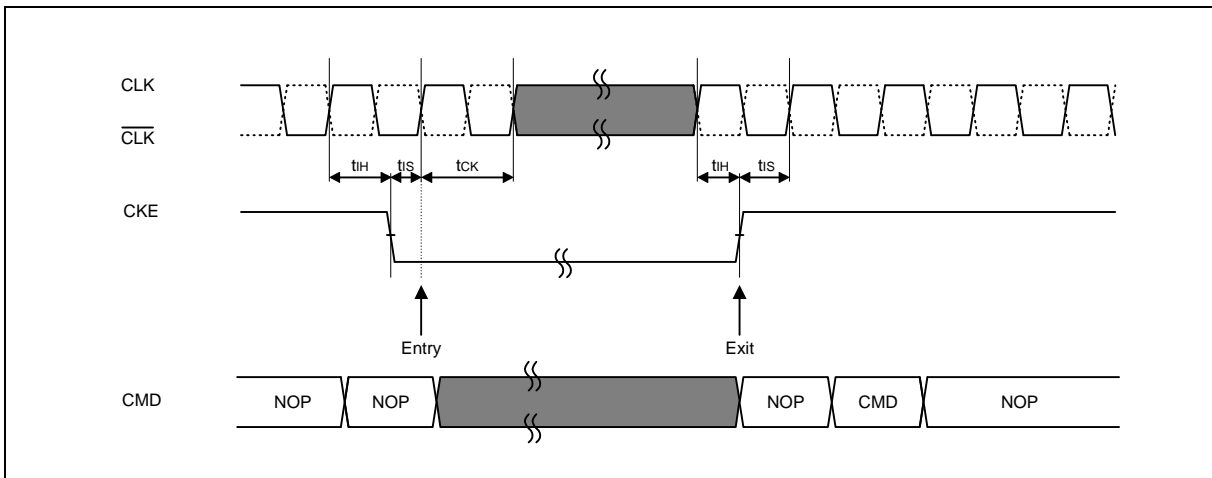 CLK
CLK
tIH tIS tCK tIH tIS
CKE
Entry Exit
CMD NOP NOP NOP CMD NOP